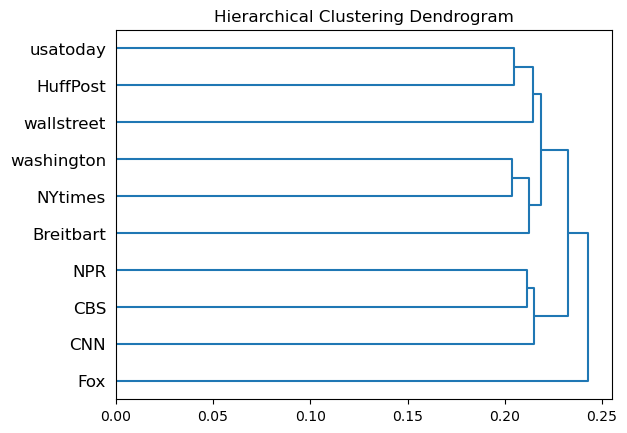 Hierarchical Clustering Dendrogram
usatoday
HuffPost
wallstreet
washington
NYtimes
Breitbart
NPR
CBS
CNN
Fox
0.00 0.05 0.10 0.15 0.20 0.25